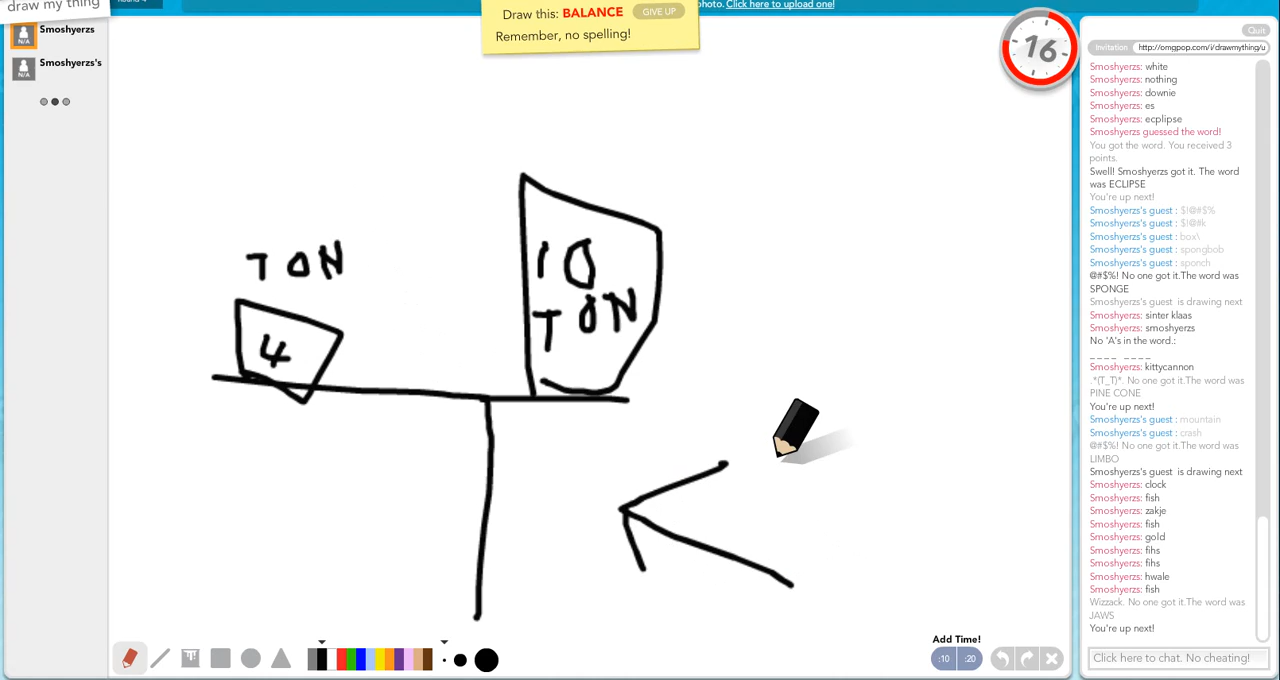 draw my thing
photo. Click here to upload one!
Draw this: BALANCE GIVE UP
Remember, no spelling!
Smoshyerzs
N/A
Smoshyerzs's
N/A
16
TON
4
10
TON
Add Time!
:10 :20
Quit
Invitation http://omgpop.com/i/drawmything/u
Smoshyerzs: white
Smoshyerzs: nothing
Smoshyerzs: downie
Smoshyerzs: es
Smoshyerzs: ecplipse
Smoshyerzs guessed the word!
You got the word. You received 3
points.
Swell! Smoshyerzs got it. The word
was ECLIPSE
You're up next!
Smoshyerzs's guest : $!@#$%
Smoshyerzs's guest : $!@#k
Smoshyerzs's guest : box\
Smoshyerzs's guest : spongbob
Smoshyerzs's guest : sponch
@#$%! No one got it.The word was
SPONGE
Smoshyerzs's guest is drawing next
Smoshyerzs: sinter klaas
Smoshyerzs: smoshyerzs
No 'A's in the word.:
_ _ _ _ _ _ _ _
Smoshyerzs: kittycannon
.*(T_T)*. No one got it.The word was
PINE CONE
You're up next!
Smoshyerzs's guest : mountain
Smoshyerzs's guest : crash
@#$%! No one got it.The word was
LIMBO
Smoshyerzs's guest is drawing next
Smoshyerzs: clock
Smoshyerzs: fish
Smoshyerzs: zakje
Smoshyerzs: fish
Smoshyerzs: gold
Smoshyerzs: fihs
Smoshyerzs: fihs
Smoshyerzs: hwale
Smoshyerzs: fish
Wizzack. No one got it.The word was
JAWS
You're up next!
Click here to chat. No cheating!